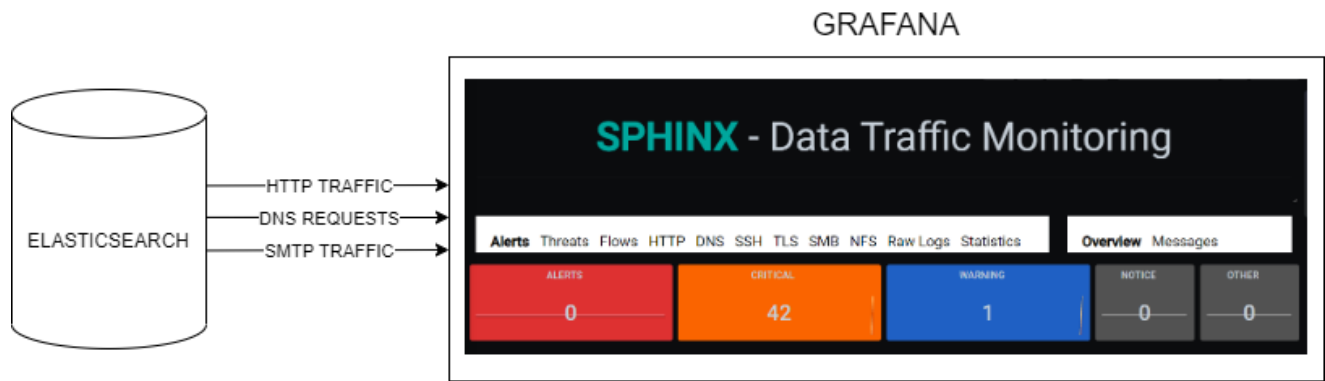 GRAFANA
SPHINX - Data Traffic Monitoring
ELASTICSEARCH
HTTP TRAFFIC
DNS REQUESTS
SMTP TRAFFIC
Alerts Threats Flows HTTP DNS SSH TLS SMB NFS Raw Logs Statistics
Overview Messages
ALERTS
0
CRITICAL
42
WARNING
1
NOTICE
0
OTHER
0